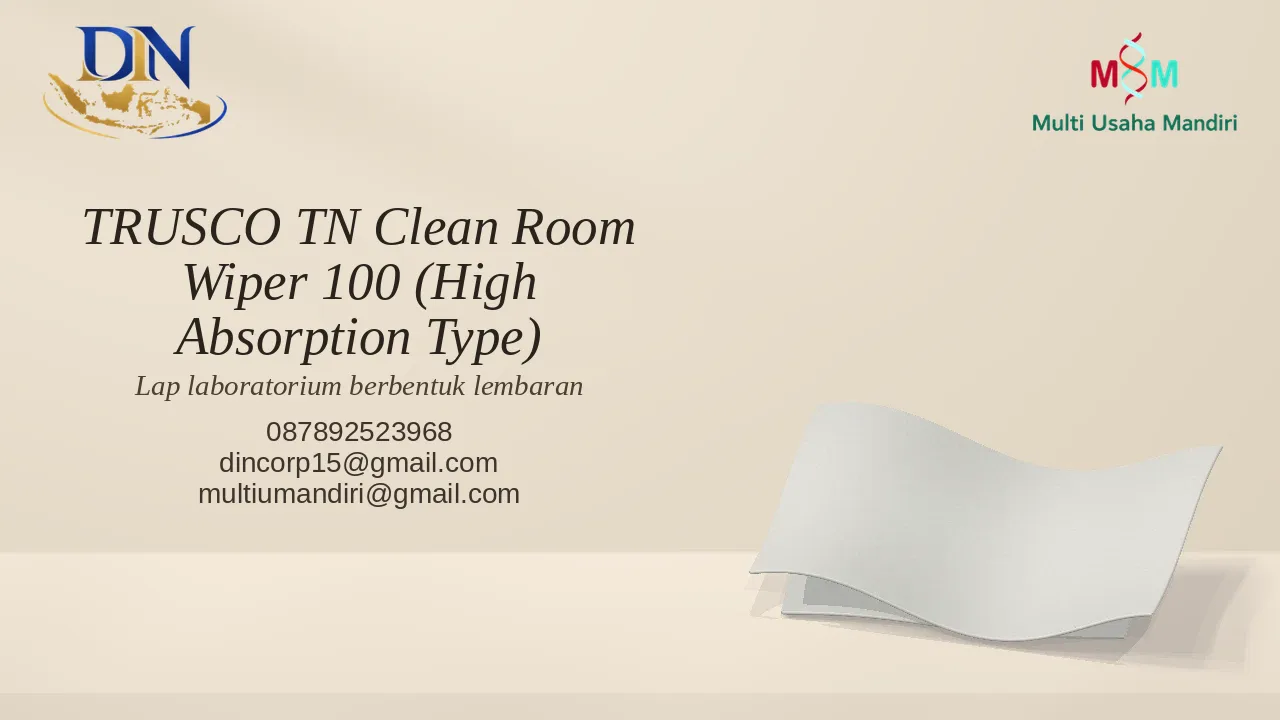 DIN
MSM
Multi Usaha Mandiri
TRUSCO TN Clean Room
Wiper 100 (High
Absorption Type)
Lap laboratorium berbentuk lembaran
087892523968
dincorp15@gmail.com
multiumandiri@gmail.com